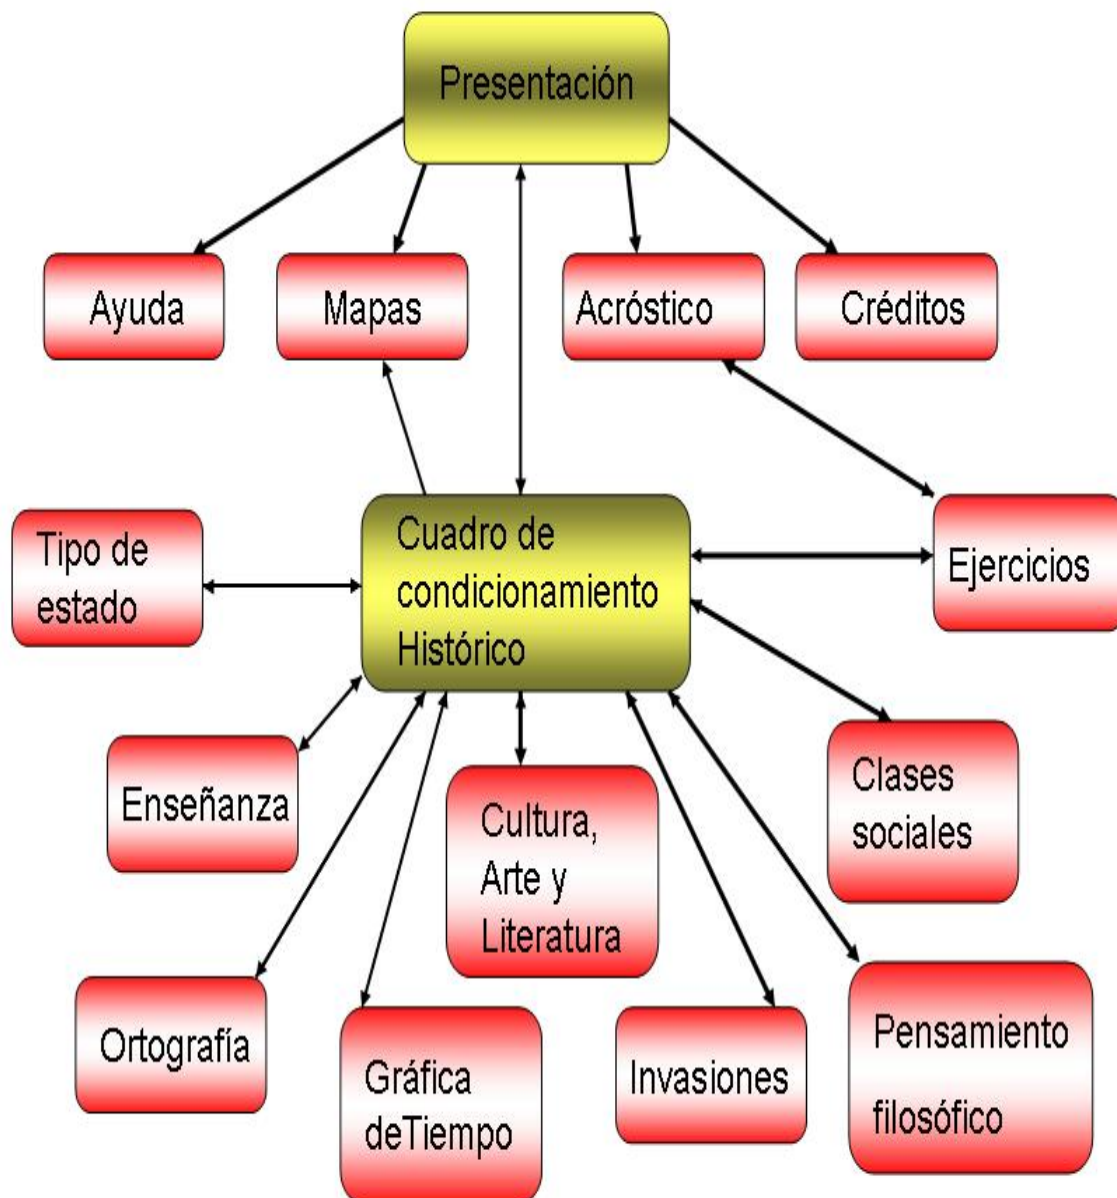 Presentación
Ayuda
Mapas
Acróstico
Créditos
Tipo de
estado
Cuadro de
condicionamiento
Histórico
Ejercicios
Enseñanza
Cultura,
Arte y
Literatura
Clases
sociales
Ortografía
Gráfica
deTiempo
Invasiones
Pensamiento
filosófico